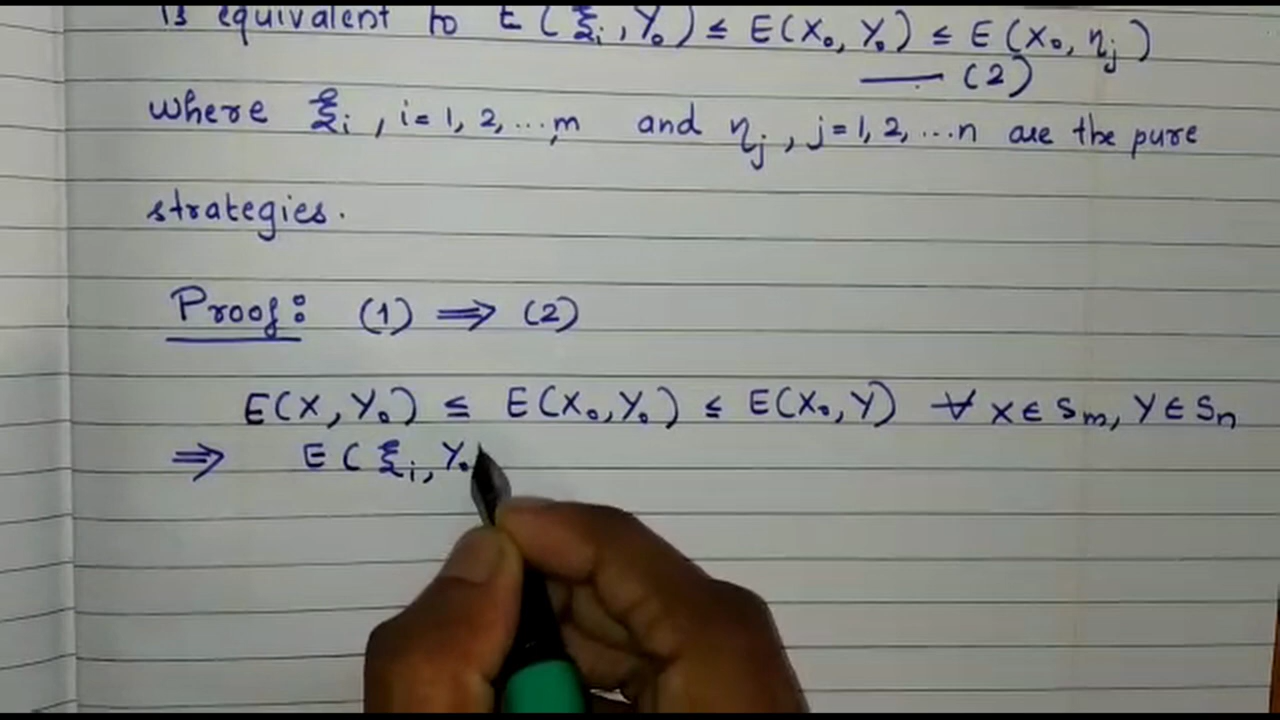 is equivalent to E(ξi, Y₀) ≤ E(X₀, Y₀) ≤ E(X₀, ηj)
—— (2)
where ξi, i=1, 2, ...,m and ηj, j=1, 2, ...n are the pure
strategies.
Proof: (1) ⟹ (2)
E(X, Y₀) ≤ E(X₀, Y₀) ≤ E(X₀, Y) ∀ X ∈ Sm, Y ∈ Sn
⟹ E(ξi, Y₀